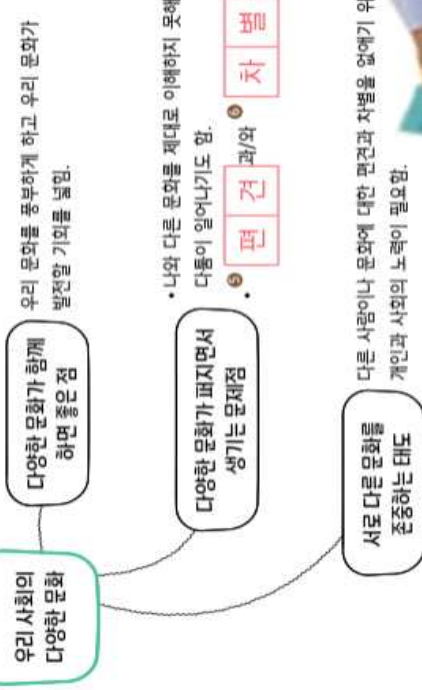 우리 사회의
다양한 문화
다양한 문화가 함께
하면 좋은 점
우리 문화를 풍부하게 하고 우리 문화가
발전할 기회를 넓힘.
다양한 문화가 퍼지면서
생기는 문제점
• 나와 다른 문화를 제대로 이해하지 못해
다툼이 일어나기도 함.
• ❺ 편 견 과/와 ❻ 차 별
서로 다른 문화를
존중하는 태도
다른 사람이나 문화에 대한 편견과 차별을 없애기 위
개인과 사회의 노력이 필요함.